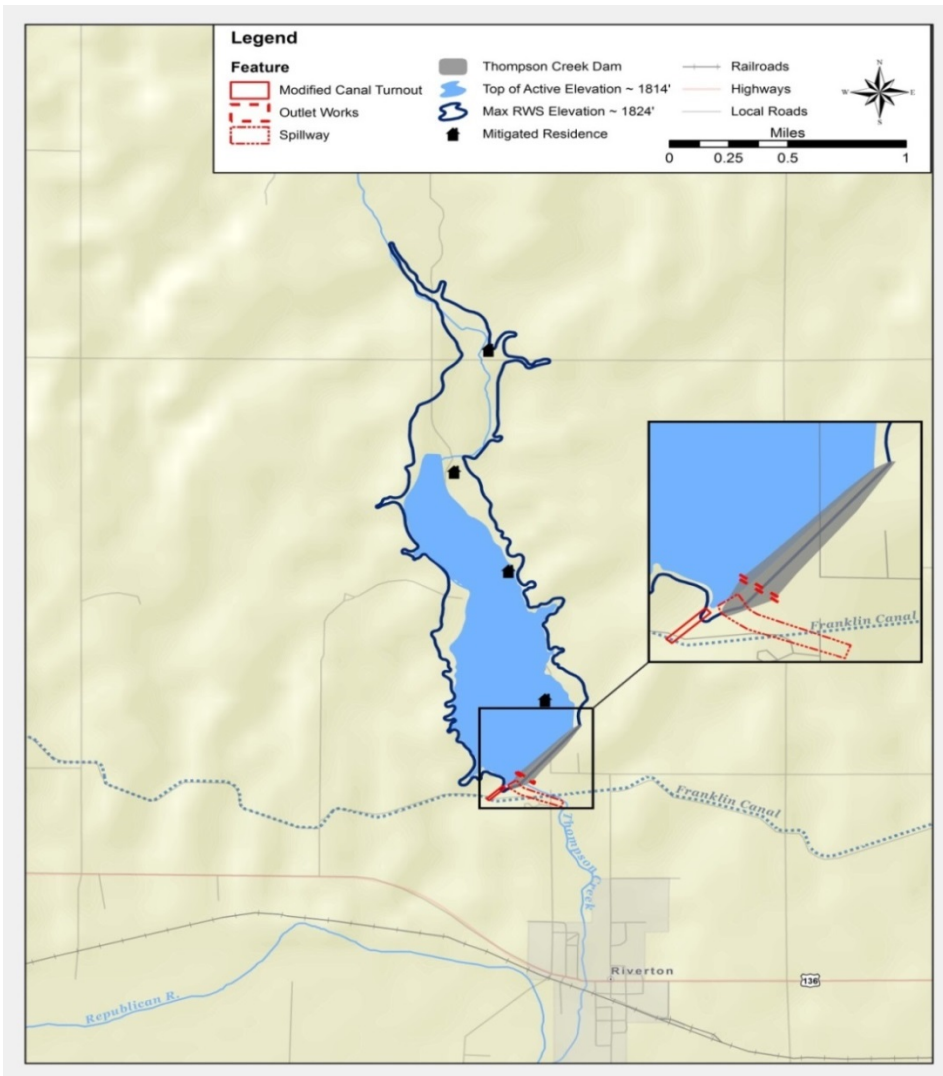 Legend
Feature
Modified Canal Turnout
Outlet Works
Spillway
Thompson Creek Dam
Top of Active Elevation ~ 1814'
Max RWS Elevation ~ 1824'
Mitigated Residence
Railroads
Highways
Local Roads
N
W
E
S
Miles
0 0.25 0.5 1
Franklin Canal
Franklin Canal
Thompson Creek
Riverton
136
Republican R.